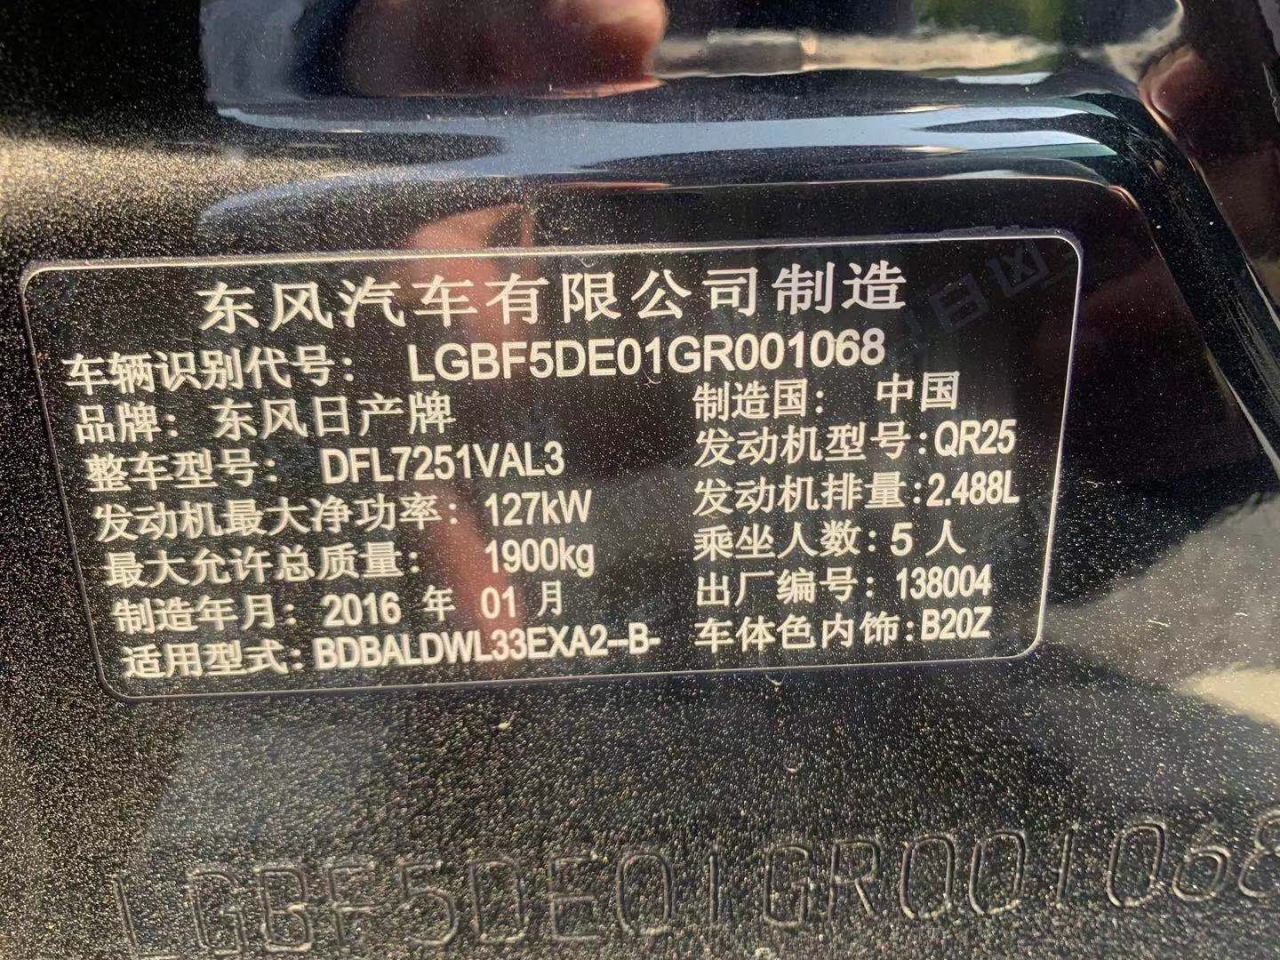 东风汽车有限公司制造
车辆识别代号： LGBF5DE01GR001068
品牌：东风日产牌 制造国： 中国
整车型号： DFL7251VAL3 发动机型号：QR25
发动机最大净功率：127kW 发动机排量：2.488L
最大允许总质量： 1900kg 乘坐人数：5 人
制造年月：2016 年 01 月 出厂编号：138004
适用型式：BDBALDWL33EXA2-B- 车体色内饰：B20Z
LGBF5DE01GR001068